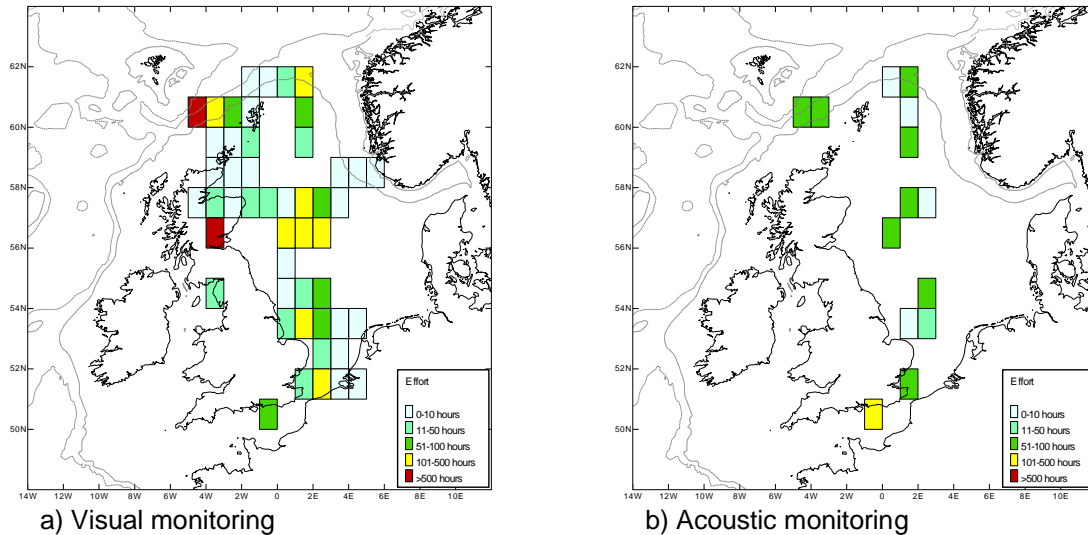 62N
60N
58N
56N
54N
52N
50N
14W 12W 10W 8W 6W 4W 2W 0 2E 4E 6E 8E 10E
Effort
0-10 hours
11-50 hours
51-100 hours
101-500 hours
>500 hours
a) Visual monitoring
62N
60N
58N
56N
54N
52N
50N
14W 12W 10W 8W 6W 4W 2W 0 2E 4E 6E 8E 10E
Effort
0-10 hours
11-50 hours
51-100 hours
101-500 hours
>500 hours
b) Acoustic monitoring